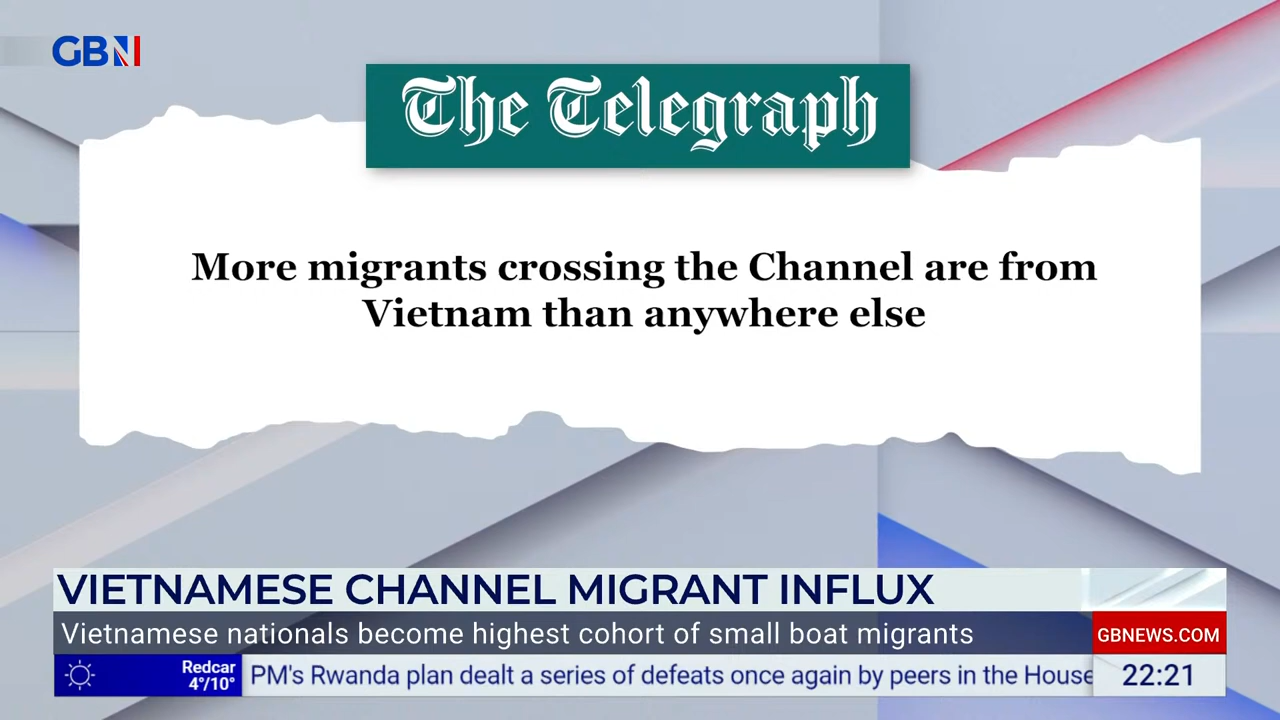 GBN
The Telegraph
More migrants crossing the Channel are from
Vietnam than anywhere else
VIETNAMESE CHANNEL MIGRANT INFLUX
Vietnamese nationals become highest cohort of small boat migrants
GBNEWS.COM
Redcar
4°/10°
PM's Rwanda plan dealt a series of defeats once again by peers in the House
22:21